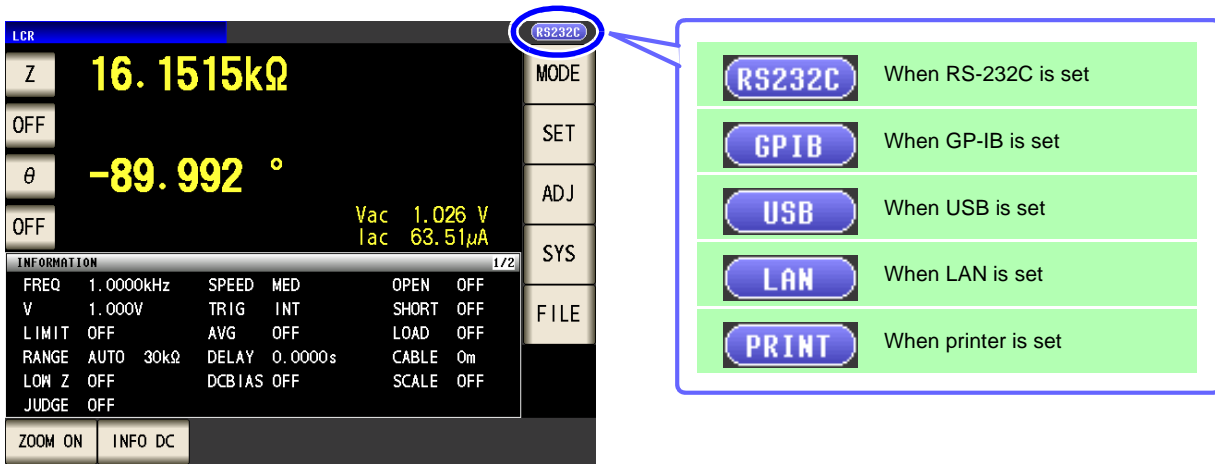 LCR
RS232C
Z 16.1515kΩ
MODE
OFF
SET
θ -89.992 °
ADJ
OFF
Vac 1.026 V
Iac 63.51μA
SYS
INFORMATION 1/2
FREQ 1.0000kHz SPEED MED OPEN OFF
V 1.000V TRIG INT SHORT OFF
FILE
LIMIT OFF AVG OFF LOAD OFF
RANGE AUTO 30kΩ DELAY 0.0000s CABLE 0m
LOW Z OFF DCBIAS OFF SCALE OFF
JUDGE OFF
ZOOM ON INFO DC
RS232C When RS-232C is set
GPIB When GP-IB is set
USB When USB is set
LAN When LAN is set
PRINT When printer is set